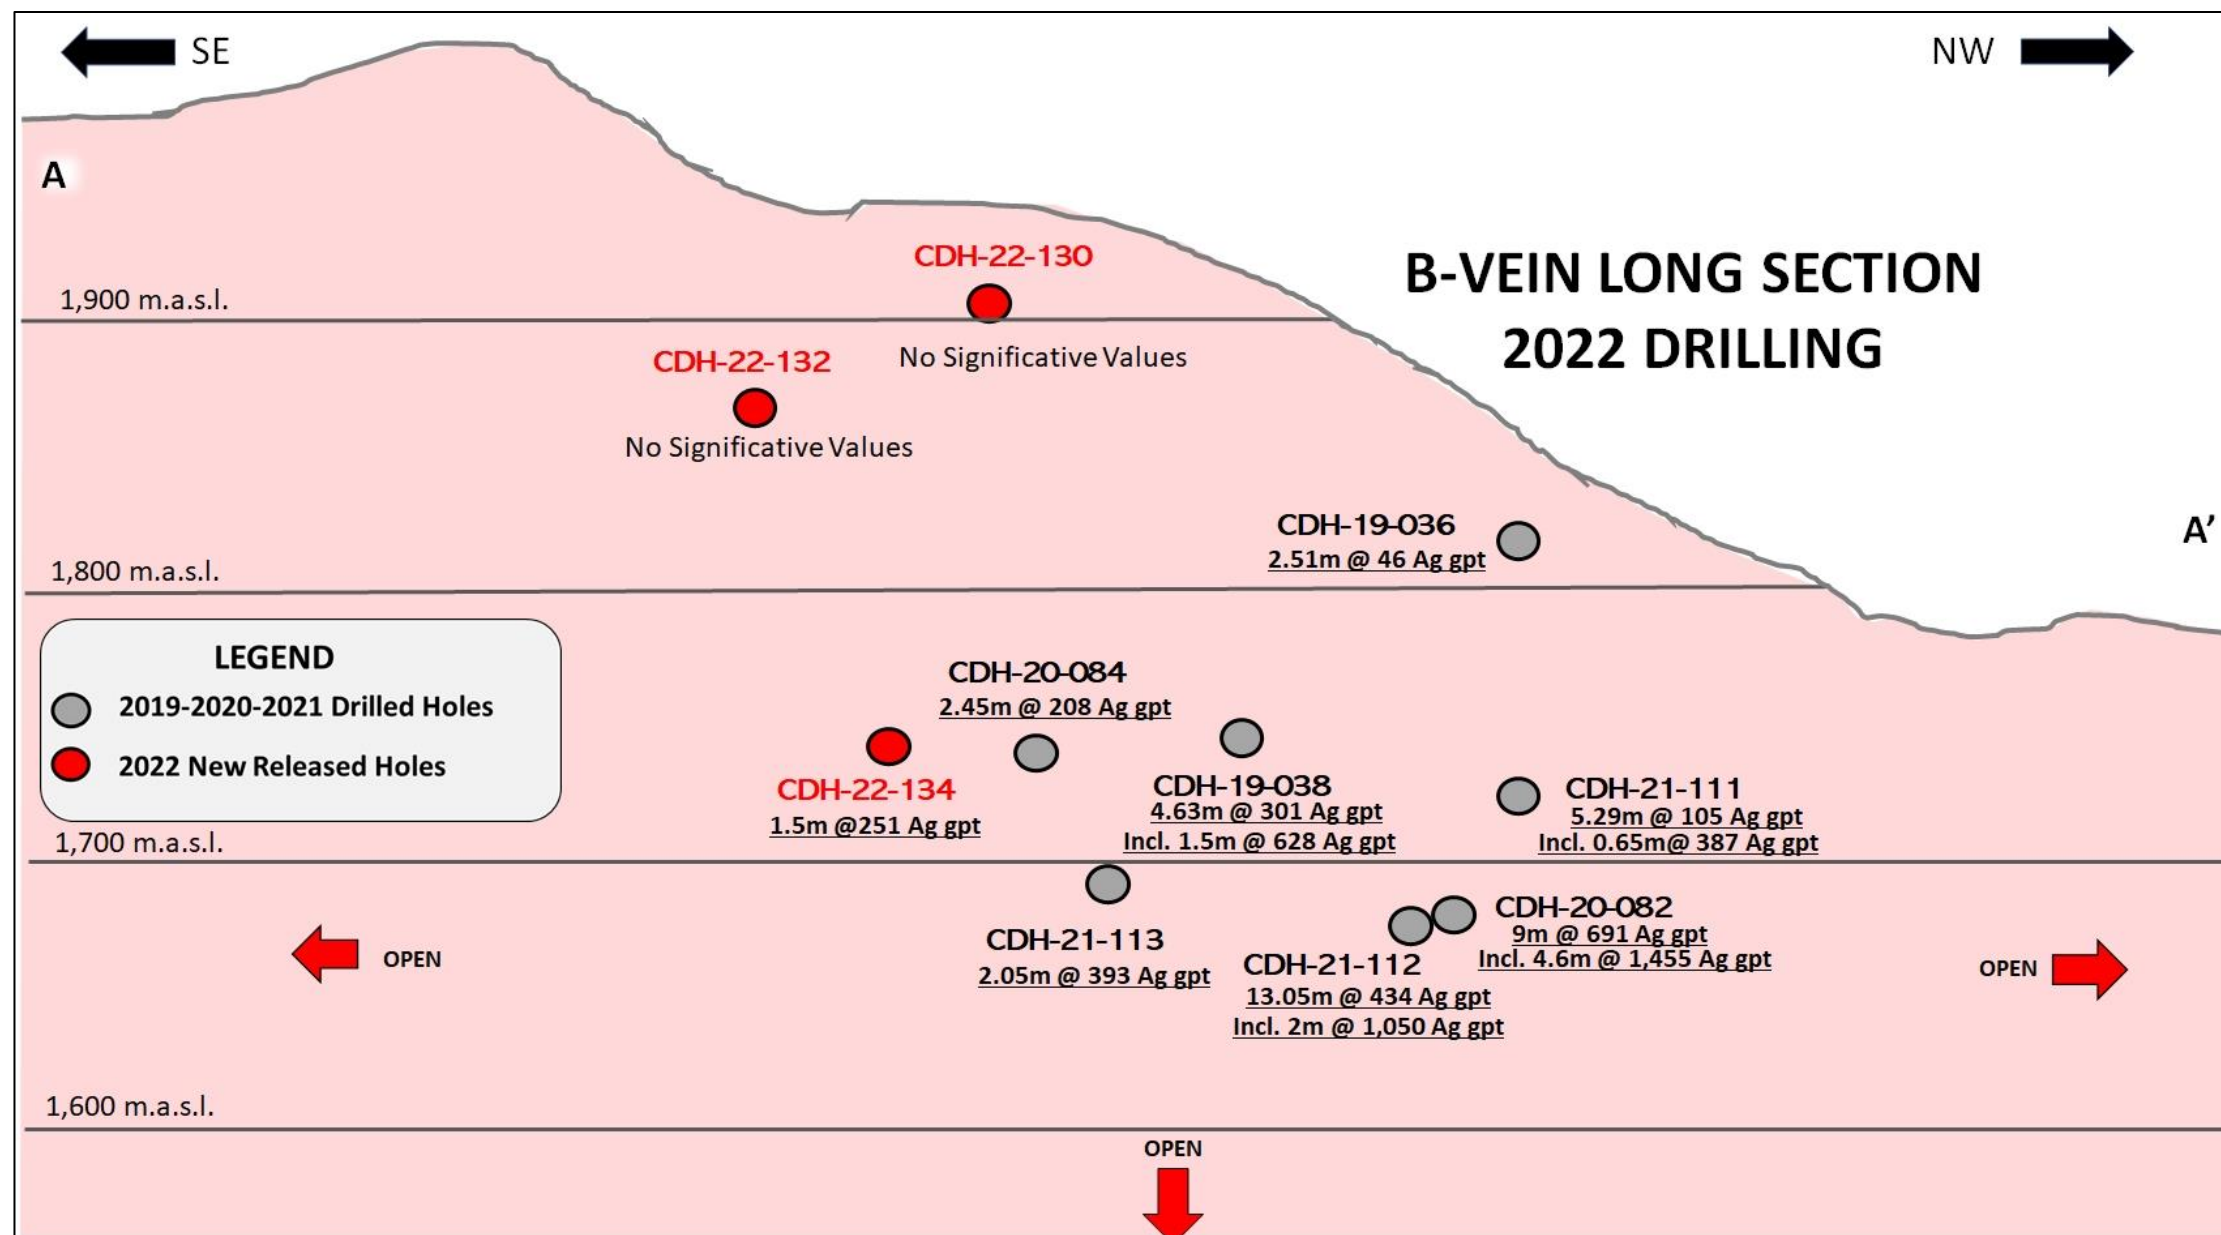 SE
NW
A
CDH-22-130
1,900 m.a.s.l.
No Significative Values
B-VEIN LONG SECTION
2022 DRILLING
CDH-22-132
No Significative Values
A'
CDH-19-036
2.51m @ 46 Ag gpt
1,800 m.a.s.l.
LEGEND
2019-2020-2021 Drilled Holes
2022 New Released Holes
CDH-20-084
2.45m @ 208 Ag gpt
CDH-22-134
1.5m @251 Ag gpt
CDH-19-038
4.63m @ 301 Ag gpt
Incl. 1.5m @ 628 Ag gpt
CDH-21-111
5.29m @ 105 Ag gpt
Incl. 0.65m@ 387 Ag gpt
1,700 m.a.s.l.
OPEN
CDH-21-113
2.05m @ 393 Ag gpt
CDH-21-112
13.05m @ 434 Ag gpt
Incl. 2m @ 1,050 Ag gpt
CDH-20-082
9m @ 691 Ag gpt
Incl. 4.6m @ 1,455 Ag gpt
OPEN
1,600 m.a.s.l.
OPEN